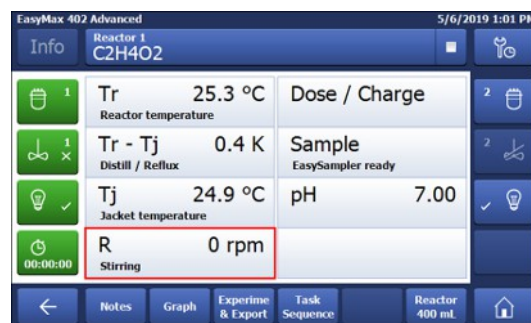 EasyMax 402 Advanced 5/6/2019 1:01 PM
Info
Reactor 1
C2H4O2
1
Tr 25.3 °C
Reactor temperature
Dose / Charge
2
1
Tr - Tj 0.4 K
Distill / Reflux
Sample
EasySampler ready
2
Tj 24.9 °C
Jacket temperature
pH 7.00
00:00:00
R 0 rpm
Stirring
Notes
Graph
Experime
& Export
Task
Sequence
Reactor
400 mL